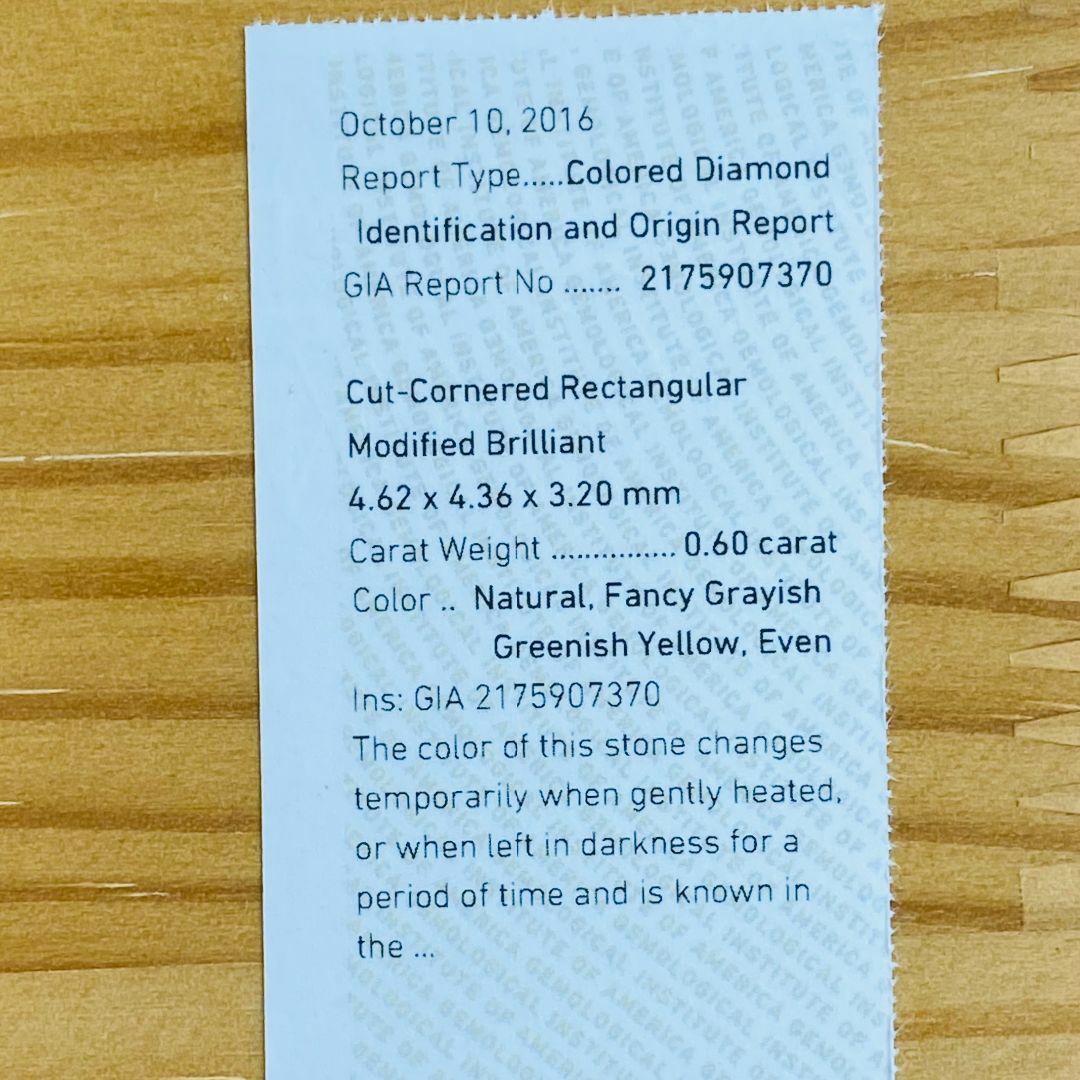 October 10, 2016
Report Type.....Colored Diamond
Identification and Origin Report
GIA Report No ....... 2175907370
Cut-Cornered Rectangular
Modified Brilliant
4.62 x 4.36 x 3.20 mm
Carat Weight ............... 0.60 carat
Color .. Natural, Fancy Grayish
Greenish Yellow, Even
Ins: GIA 2175907370
The color of this stone changes
temporarily when gently heated,
or when left in darkness for a
period of time and is known in
the ...